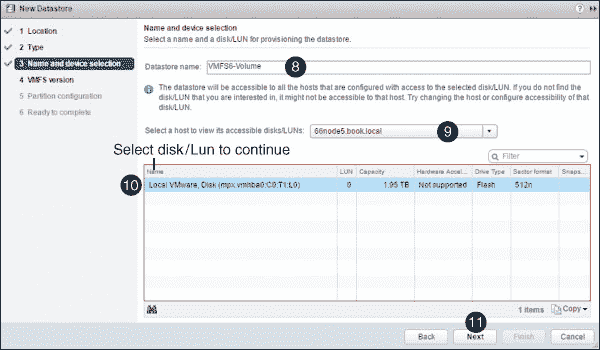 New Datastore
1 Location
2 Type
3 Name and device selection
4 VMFS version
5 Partition configuration
6 Ready to complete
Name and device selection
Select a name and a disk/LUN for provisioning the datastore.
Datastore name: VMFS6-Volume 8
The datastore will be accessible to all the hosts that are configured with access to the selected disk/LUN. If you do not find the
disk/LUN that you are interested in, it might not be accessible to that host. Try changing the host or configure accessibility of that
disk/LUN.
Select a host to view its accessible disks/LUNs: 66node5.book.local 9
Select disk/Lun to continue
Filter
Name LUN Capacity Hardware Accel... Drive Type Sector format Snaps...
10 Local VMware, Disk (mpx.vmhba0:C0:T1:L0) 0 1.95 TB Not supported Flash 512n
1 items Copy
11
Back Next Finish Cancel